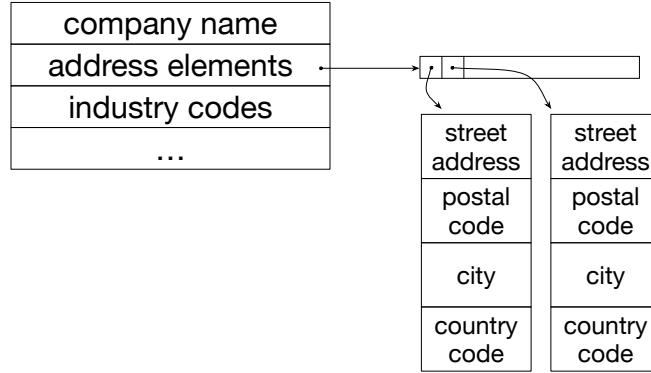 company name
address elements
industry codes
...
street
address
postal
code
city
country
code
street
address
postal
code
city
country
code